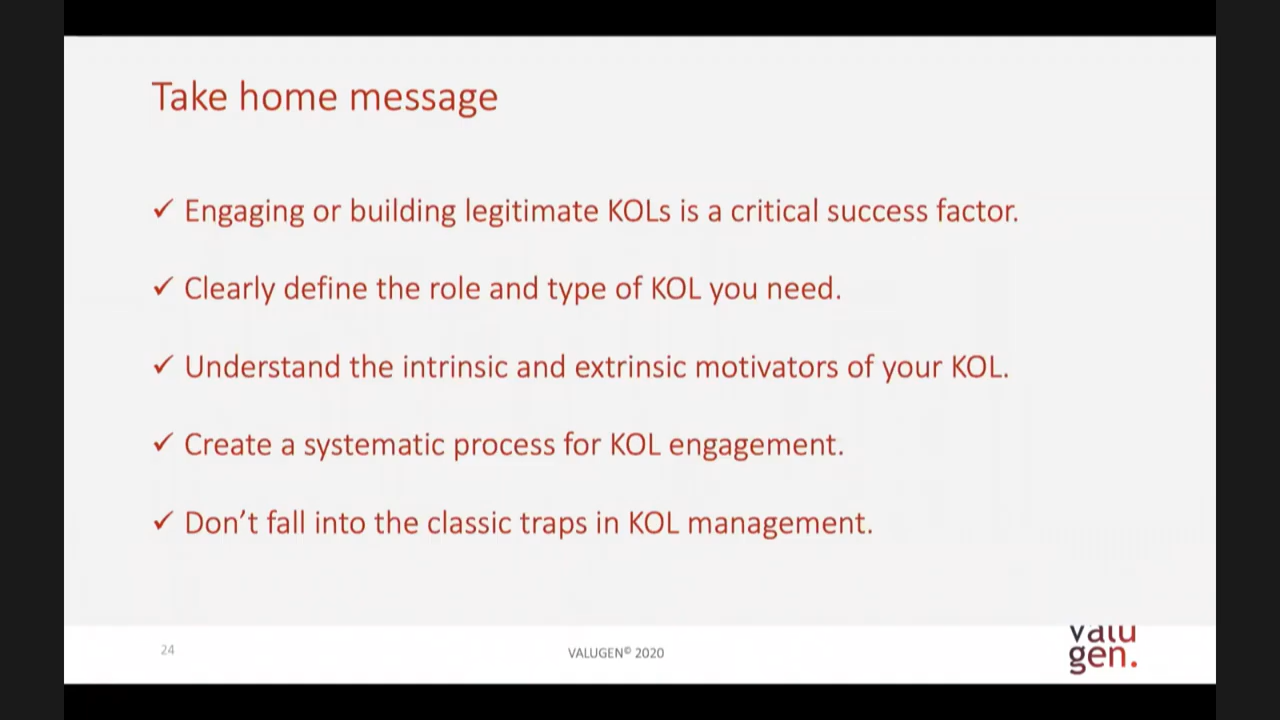 Take home message
✓ Engaging or building legitimate KOLs is a critical success factor.
✓ Clearly define the role and type of KOL you need.
✓ Understand the intrinsic and extrinsic motivators of your KOL.
✓ Create a systematic process for KOL engagement.
✓ Don’t fall into the classic traps in KOL management.
24
VALUGEN© 2020
valu
gen.